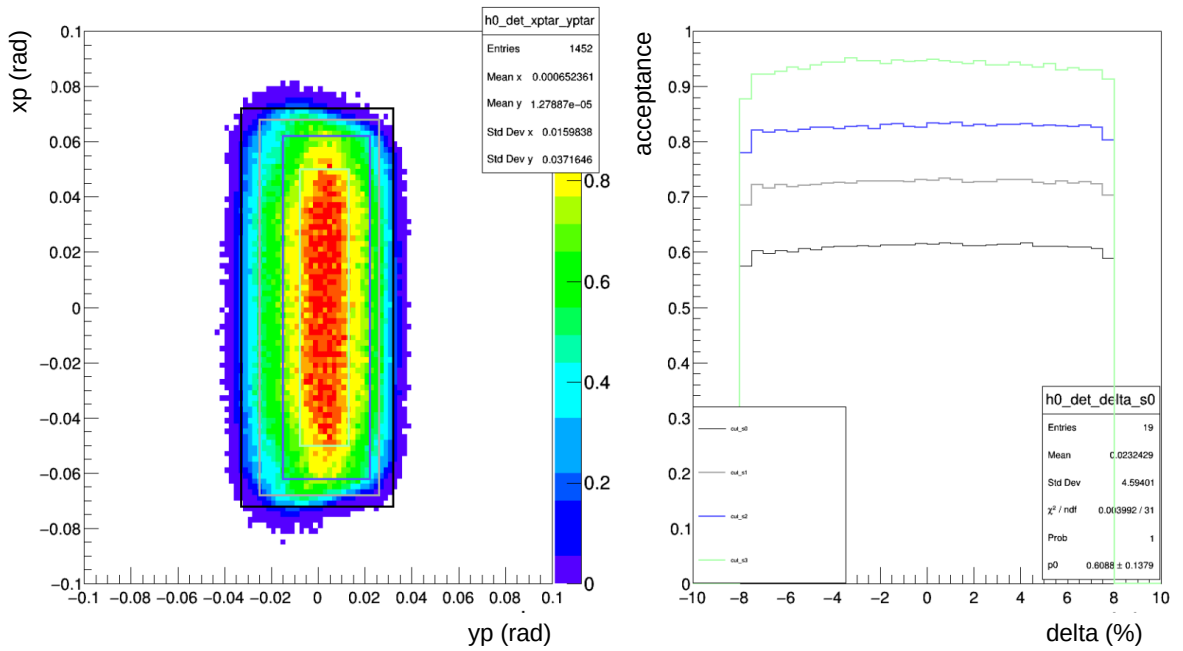 h0_det_xptar_yptar
Entries 1452
Mean x 0.000652361
Mean y 1.27887e−05
Std Dev x 0.0159838
Std Dev y 0.0371646
xp (rad)
0.1
0.08
0.06
0.04
0.02
0
−0.02
−0.04
−0.06
−0.08
−0.1
−0.1 −0.08 −0.06 −0.04 −0.02 0 0.02 0.04 0.06 0.08 0.1
yp (rad)
0.8
0.6
0.4
0.2
0
acceptance
1
0.9
0.8
0.7
0.6
0.5
0.4
0.3
0.2
0.1
0
cut_s0
cut_s1
cut_s2
cut_s3
h0_det_delta_s0
Entries 19
Mean 0.0232429
Std Dev 4.59401
χ² / ndf 0.003992 / 31
Prob 1
p0 0.6088 ± 0.1379
−10 −8 −6 −4 −2 0 2 4 6 8 10
delta (%)